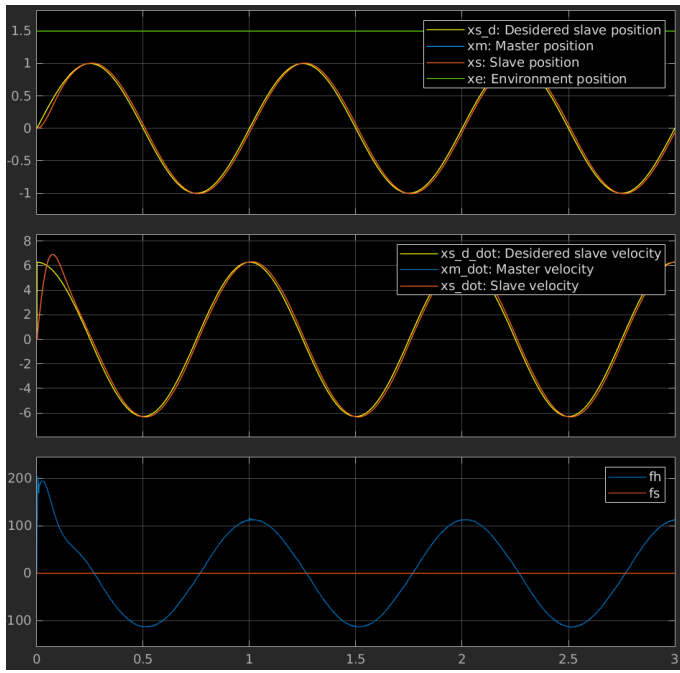 1.5
1
0.5
0
-0.5
-1
xs_d: Desidered slave position
xm: Master position
xs: Slave position
xe: Environment position
8
6
4
2
0
-2
-4
-6
xs_d_dot: Desidered slave velocity
xm_dot: Master velocity
xs_dot: Slave velocity
200
100
0
100
fh
fs
0 0.5 1 1.5 2 2.5 3